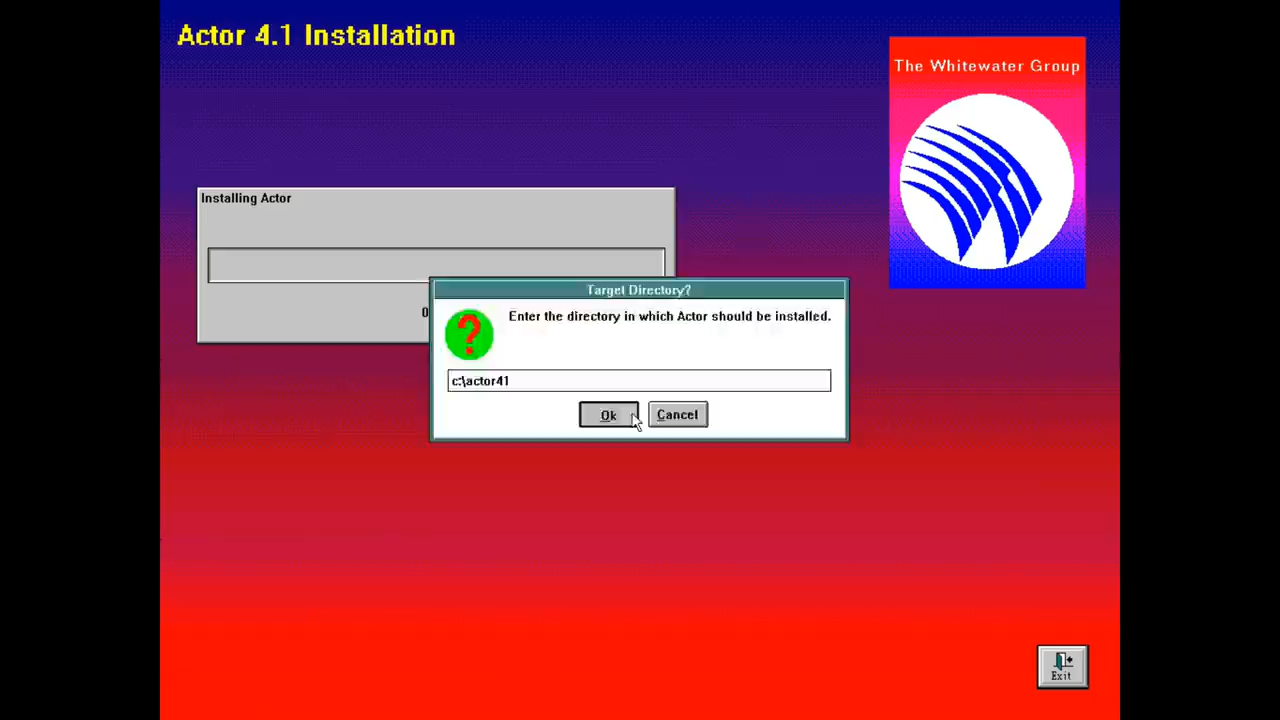 Actor 4.1 Installation
The Whitewater Group
Installing Actor
0
Target Directory?
Enter the directory in which Actor should be installed.
c:\actor41
Ok
Cancel
Exit